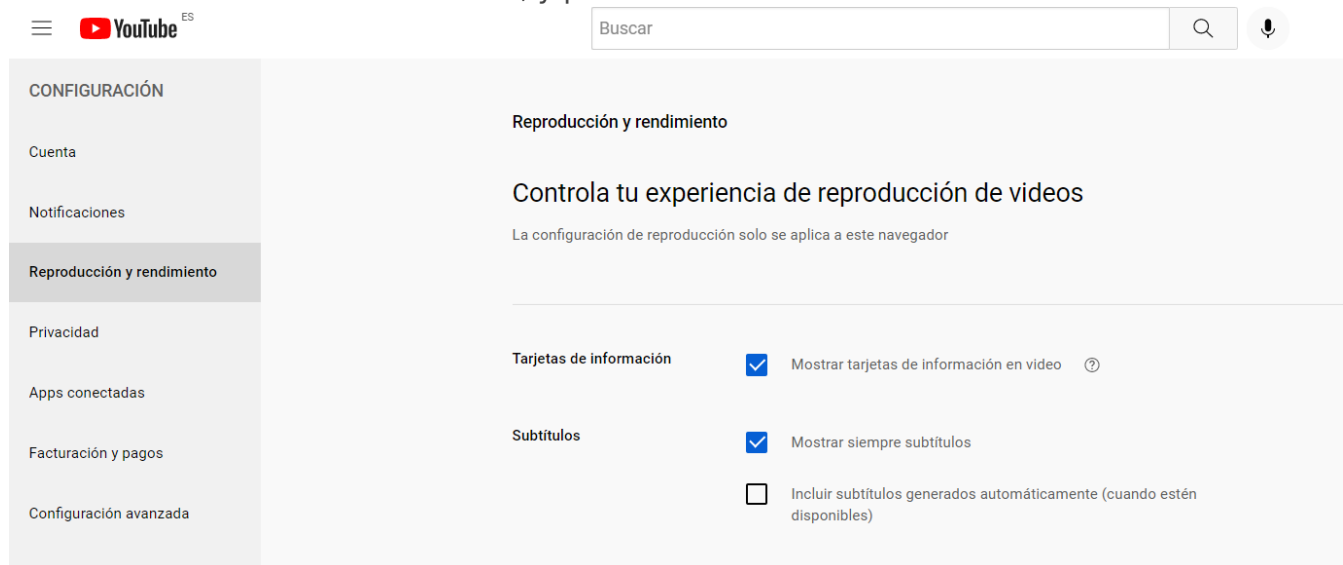 YouTube ES
Buscar
CONFIGURACIÓN
Cuenta
Notificaciones
Reproducción y rendimiento
Privacidad
Apps conectadas
Facturación y pagos
Configuración avanzada
Reproducción y rendimiento
Controla tu experiencia de reproducción de videos
La configuración de reproducción solo se aplica a este navegador
Tarjetas de información
Mostrar tarjetas de información en video
Subtítulos
Mostrar siempre subtítulos
Incluir subtítulos generados automáticamente (cuando estén
disponibles)